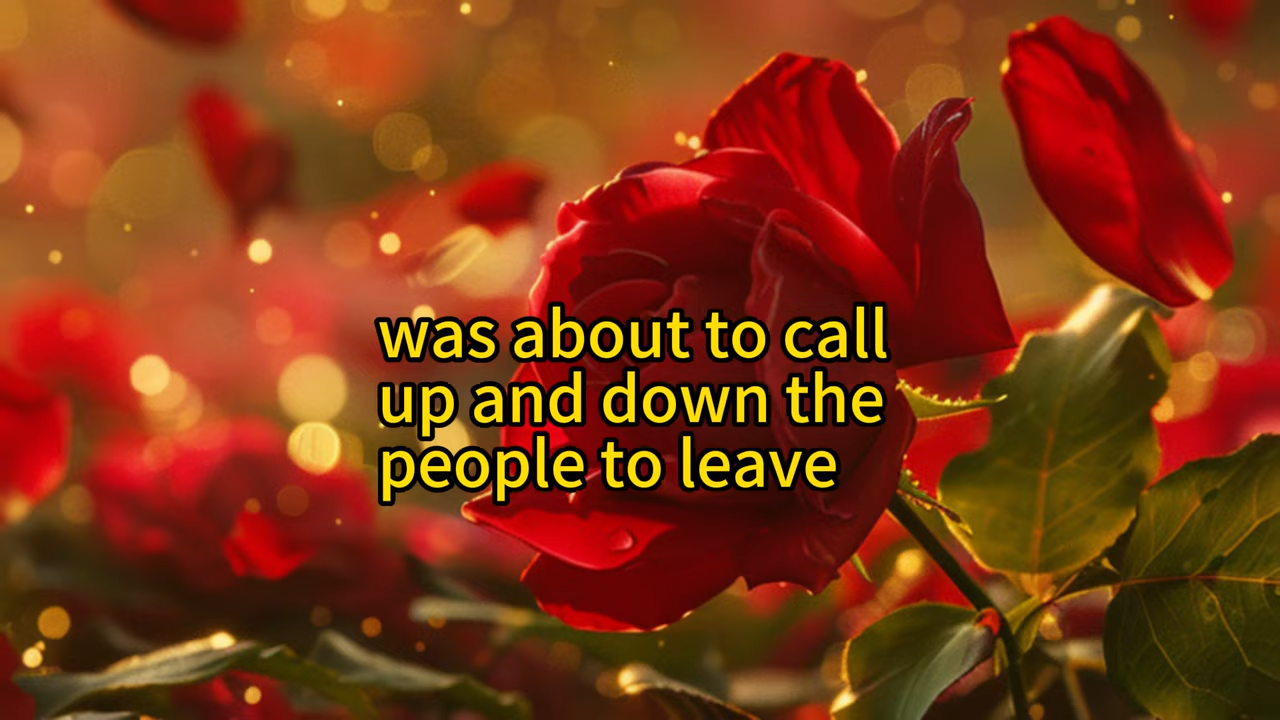 was about to call
up and down the
people to leave